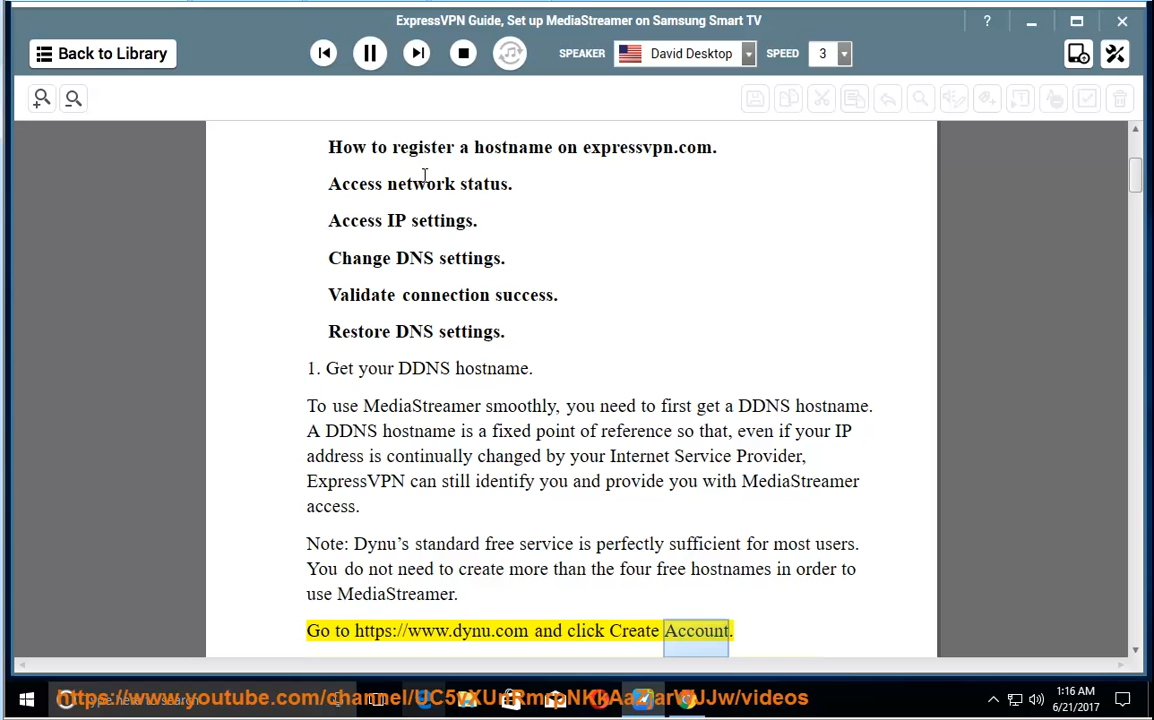 ExpressVPN Guide, Set up MediaStreamer on Samsung Smart TV
Back to Library
SPEAKER David Desktop SPEED 3
How to register a hostname on expressvpn.com.
Access network status.
Access IP settings.
Change DNS settings.
Validate connection success.
Restore DNS settings.
1. Get your DDNS hostname.
To use MediaStreamer smoothly, you need to first get a DDNS hostname.
A DDNS hostname is a fixed point of reference so that, even if your IP
address is continually changed by your Internet Service Provider,
ExpressVPN can still identify you and provide you with MediaStreamer
access.
Note: Dynu’s standard free service is perfectly sufficient for most users.
You do not need to create more than the four free hostnames in order to
use MediaStreamer.
Go to https://www.dynu.com and click Create Account.
1:16 AM
6/21/2017